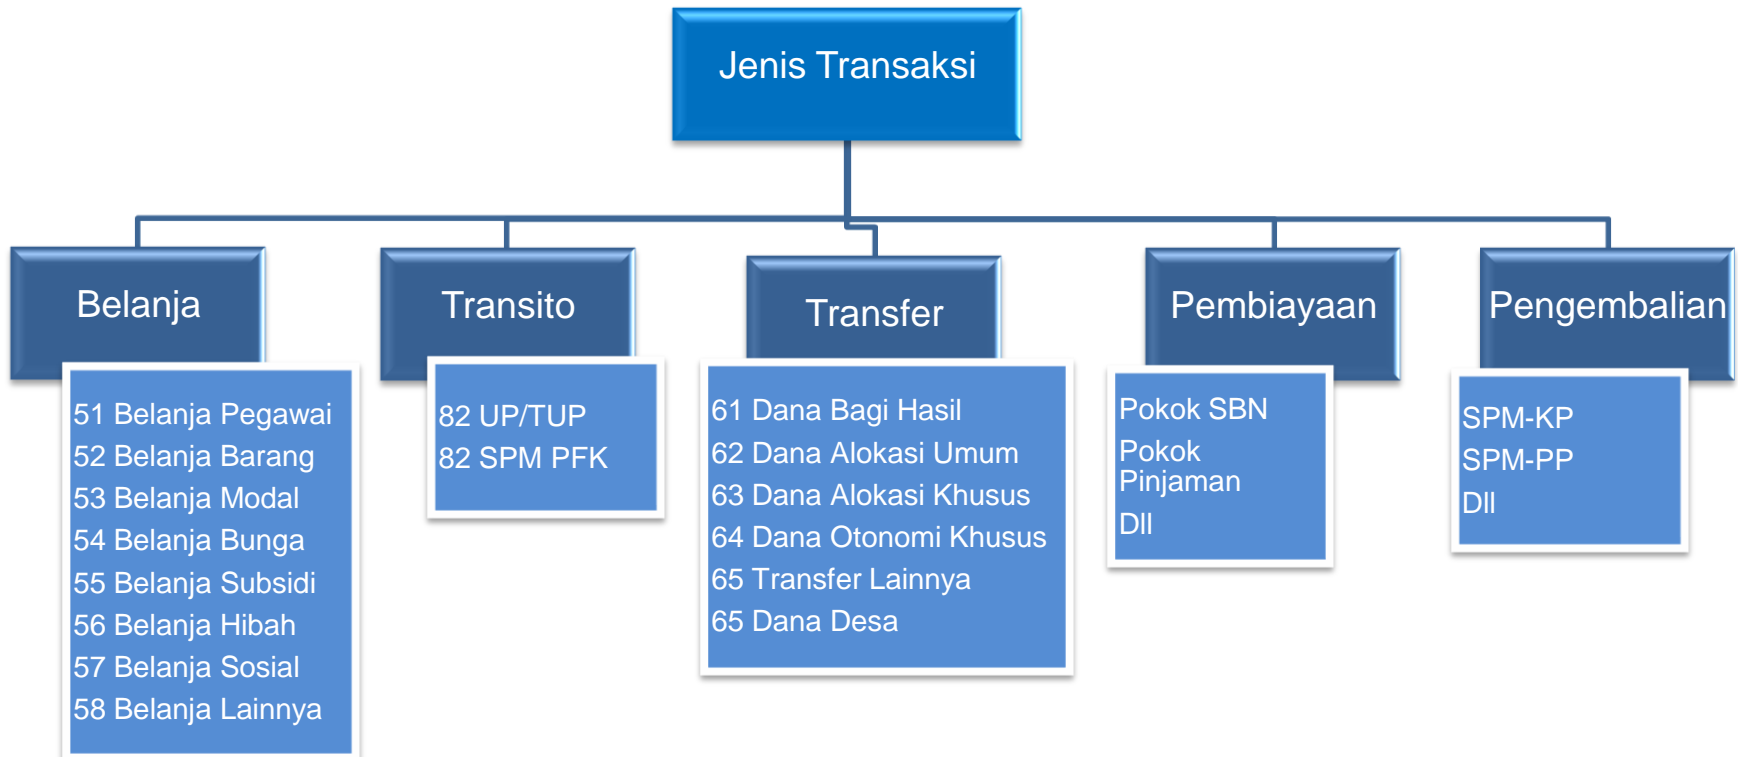 Jenis Transaksi
Belanja
51 Belanja Pegawai
52 Belanja Barang
53 Belanja Modal
54 Belanja Bunga
55 Belanja Subsidi
56 Belanja Hibah
57 Belanja Sosial
58 Belanja Lainnya
Transito
82 UP/TUP
82 SPM PFK
Transfer
61 Dana Bagi Hasil
62 Dana Alokasi Umum
63 Dana Alokasi Khusus
64 Dana Otonomi Khusus
65 Transfer Lainnya
65 Dana Desa
Pembiayaan
Pokok SBN
Pokok
Pinjaman
Dll
Pengembalian
SPM-KP
SPM-PP
Dll